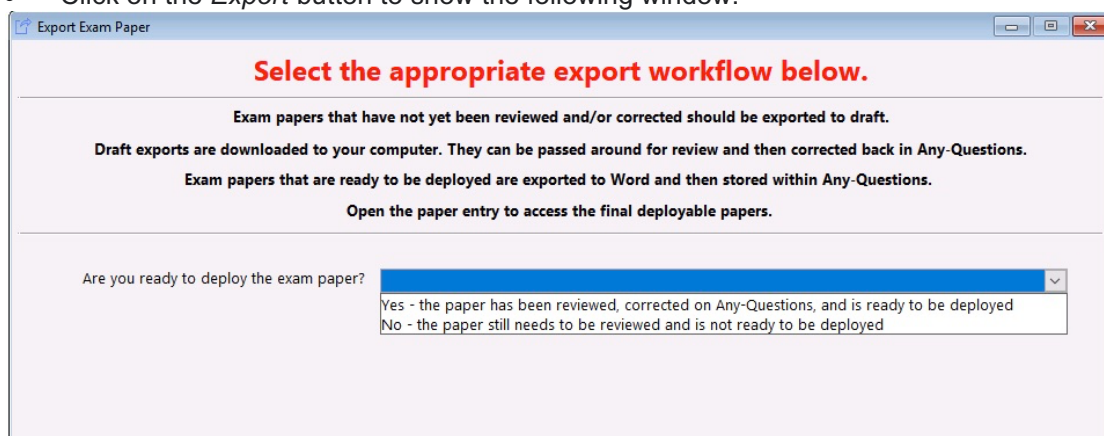 Click on the Export button to show the following window:
Export Exam Paper
Select the appropriate export workflow below.
Exam papers that have not yet been reviewed and/or corrected should be exported to draft.
Draft exports are downloaded to your computer. They can be passed around for review and then corrected back in Any-Questions.
Exam papers that are ready to be deployed are exported to Word and then stored within Any-Questions.
Open the paper entry to access the final deployable papers.
Are you ready to deploy the exam paper?
Yes - the paper has been reviewed, corrected on Any-Questions, and is ready to be deployed
No - the paper still needs to be reviewed and is not ready to be deployed